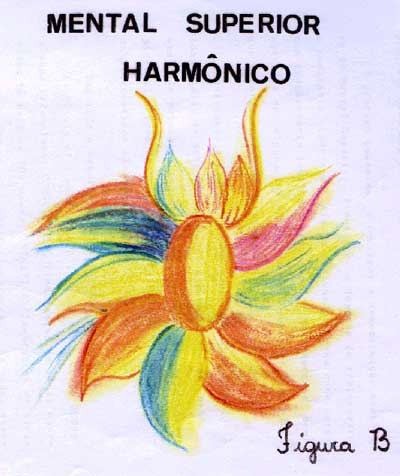 MENTAL SUPERIOR
HARMÔNICO
Figura B